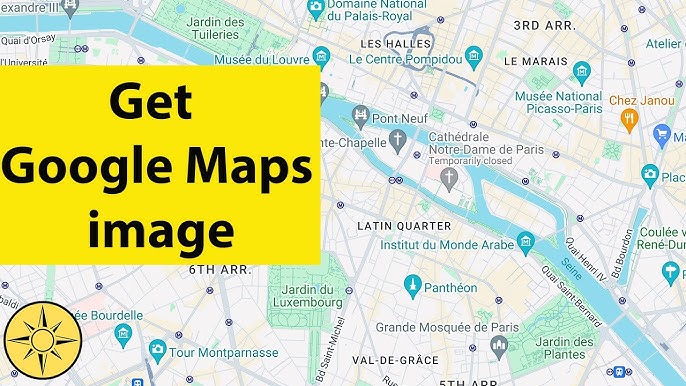 exandre III
Quai d'Orsay
l'Université
Jardin des
Tuileries
Domaine National
du Palais-Royal
3RD ARR.
LES HALLES
Musée du Louvre
Le Centre Pompidou
LE MARAIS
Atelier
Musée National
Picasso-Paris
Chez Janou
Get
Google Maps
image
Pont Neuf
te-Chapelle
Cathédrale
Notre-Dame de Paris
Temporarily closed
Plac
LATIN QUARTER
Institut du Monde Arabe
Quai Henri IV
Bd Bourdon
Coulée v
René-Dum
Seine
Quai Saint-Bernard
6TH ARR.
Jardin du
Luxembourg
Panthéon
Bd Saint-Michel
ée Bourdelle
Tour Montparnasse
Grande Mosquée de Paris
Jardin des
Plantes
VAL-DE-GRÂCE
5TH ARR.